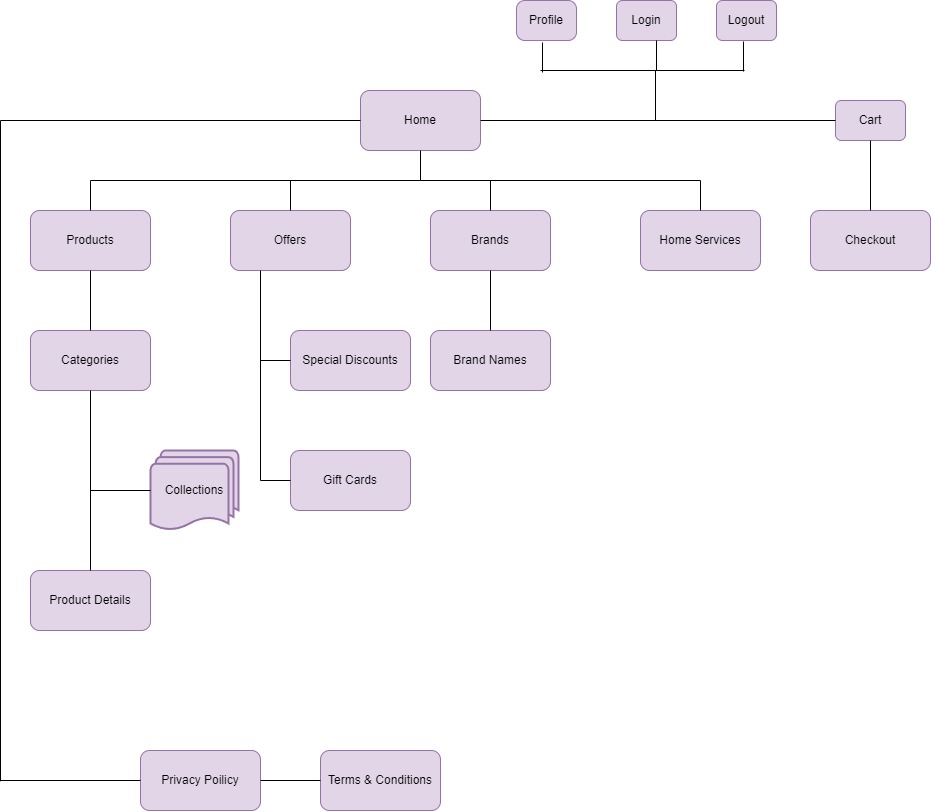 Profile
Login
Logout
Home
Cart
Products
Offers
Brands
Home Services
Checkout
Categories
Special Discounts
Brand Names
Collections
Gift Cards
Product Details
Privacy Poilicy
Terms & Conditions